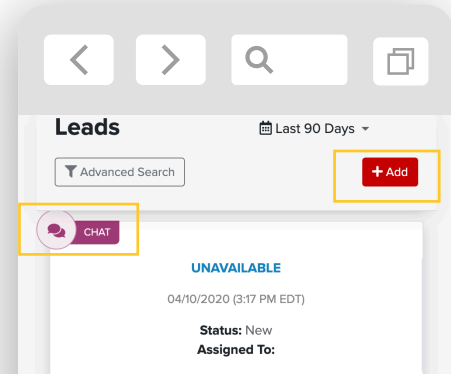 Leads
Last 90 Days
Advanced Search
+ Add
CHAT
UNAVAILABLE
04/10/2020 (3:17 PM EDT)
Status: New
Assigned To: